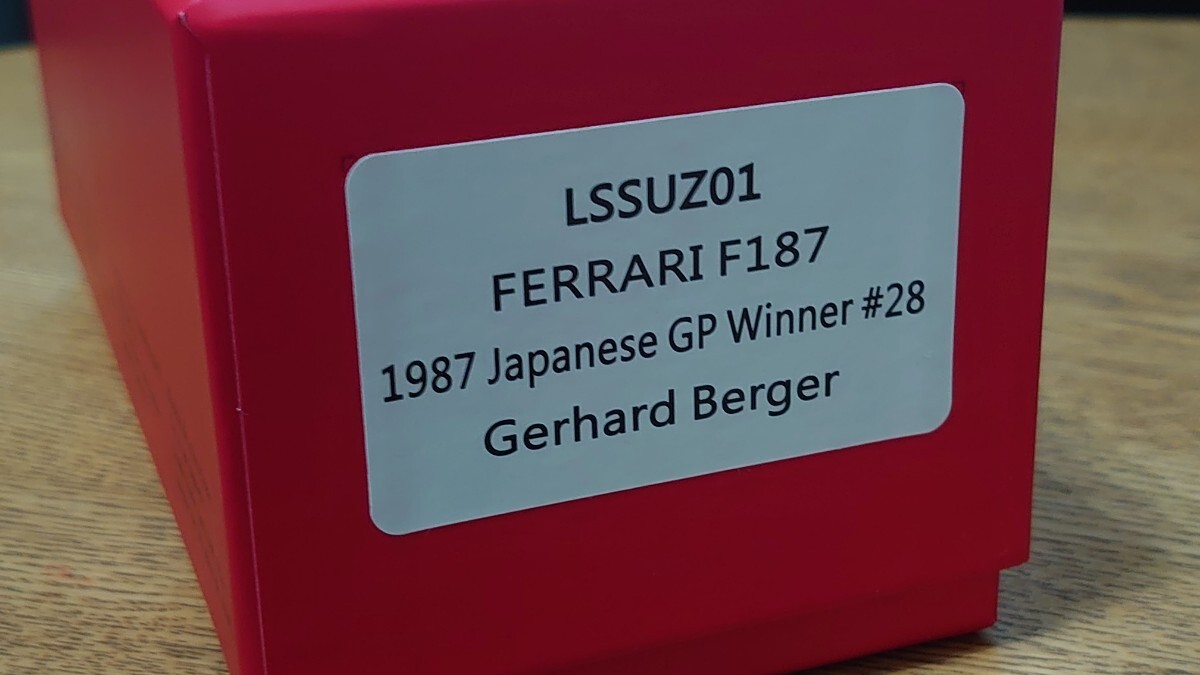 LSSUZ01
FERRARI F187
1987 Japanese GP Winner #28
Gerhard Berger